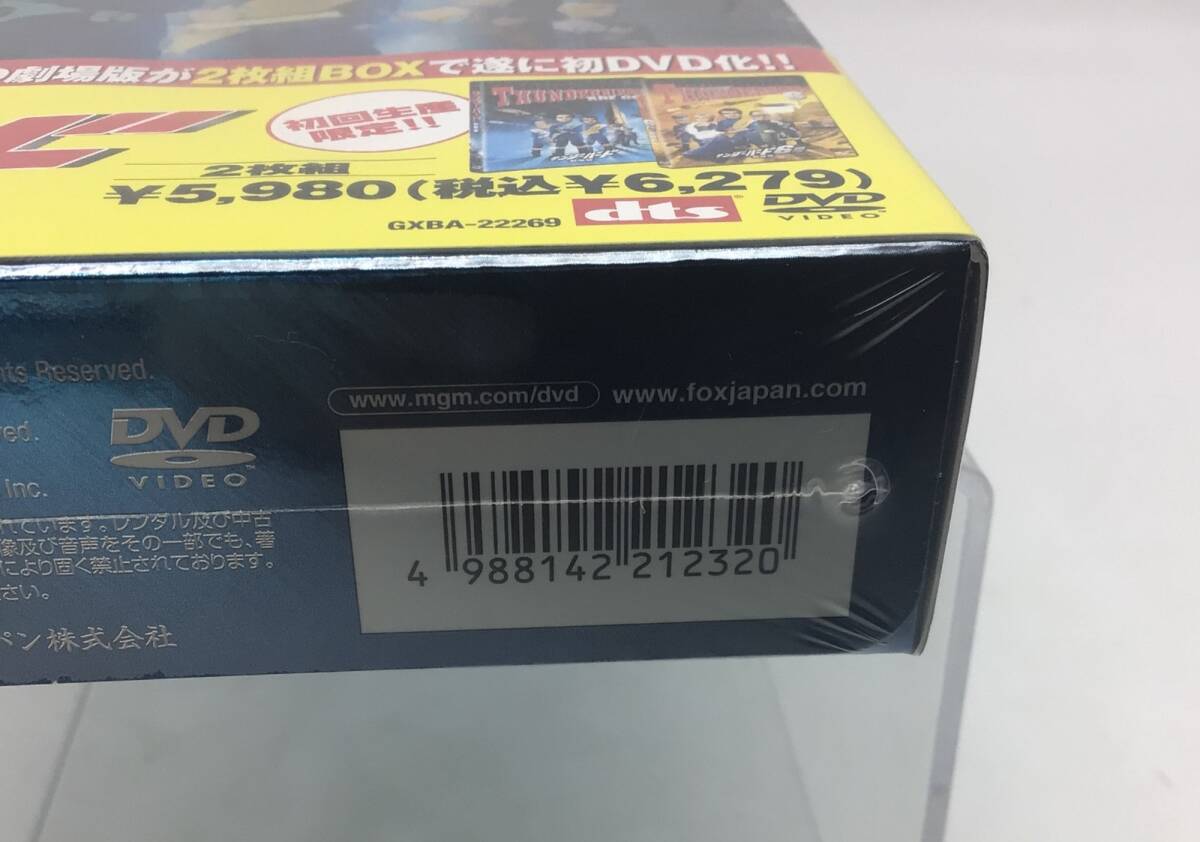 劇場版が2枚組BOXで遂に初DVD化!!
初回生産
限定!!
THUNDERBIRDS
2枚組
¥5,980(税込¥6,279)
GXBA-22269
dts
DVD
VIDEO
Reserved.
www.mgm.com/dvd
www.foxjapan.com
DVD
VIDEO
Inc.
れています。レンタル及び中古
像及び音声をその一部でも、著
により固く禁止されております。
さい。
パン株式会社
4 988142 212320